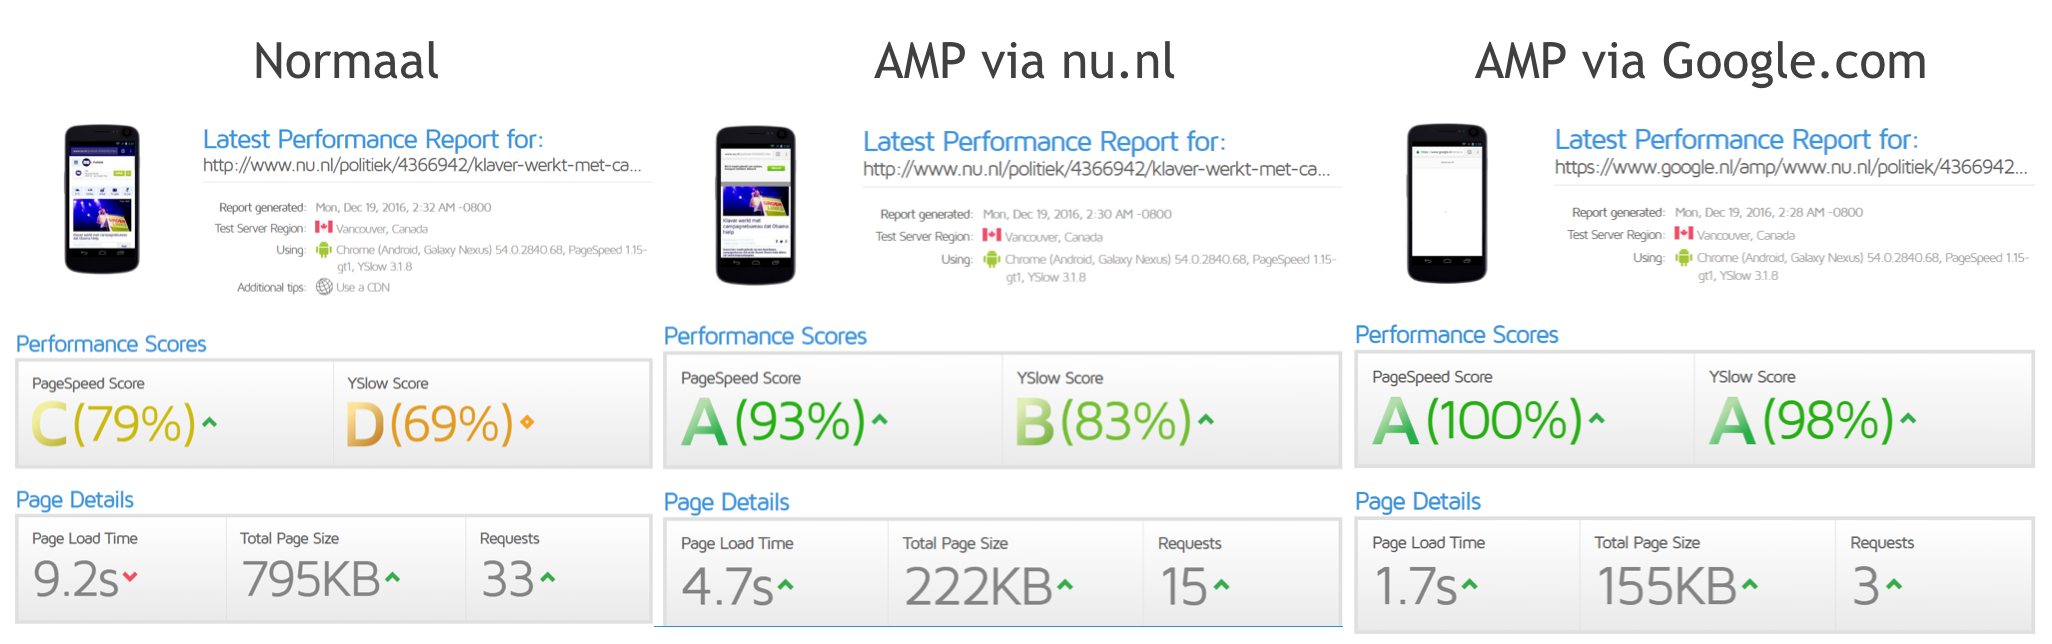 Normaal
Latest Performance Report for:
http://www.nu.nl/politiek/4366942/klaver-werkt-met-ca...
Report generated: Mon, Dec 19, 2016, 2:32 AM -0800
Test Server Region: Vancouver, Canada
Using: Chrome (Android, Galaxy Nexus) 54.0.2840.68, PageSpeed 1.15-
gt1, YSlow 3.1.8
Additional tips: Use a CDN
Performance Scores
PageSpeed Score
C(79%)
YSlow Score
D(69%)
Page Details
Page Load Time
9.2s
Total Page Size
795KB
Requests
33
AMP via nu.nl
Klaver werkt met
campagnebureau dat Obama
hielp
Latest Performance Report for:
http://www.nu.nl/politiek/4366942/klaver-werkt-met-ca...
Report generated: Mon, Dec 19, 2016, 2:30 AM -0800
Test Server Region: Vancouver, Canada
Using: Chrome (Android, Galaxy Nexus) 54.0.2840.68, PageSpeed 1.15-
gt1, YSlow 3.1.8
Performance Scores
PageSpeed Score
A(93%)
YSlow Score
B(83%)
Page Details
Page Load Time
4.7s
Total Page Size
222KB
Requests
15
AMP via Google.com
Latest Performance Report for:
https://www.google.nl/amp/www.nu.nl/politiek/4366942...
Report generated: Mon, Dec 19, 2016, 2:28 AM -0800
Test Server Region: Vancouver, Canada
Using: Chrome (Android, Galaxy Nexus) 54.0.2840.68, PageSpeed 1.15-
gt1, YSlow 3.1.8
Performance Scores
PageSpeed Score
A(100%)
YSlow Score
A(98%)
Page Details
Page Load Time
1.7s
Total Page Size
155KB
Requests
3